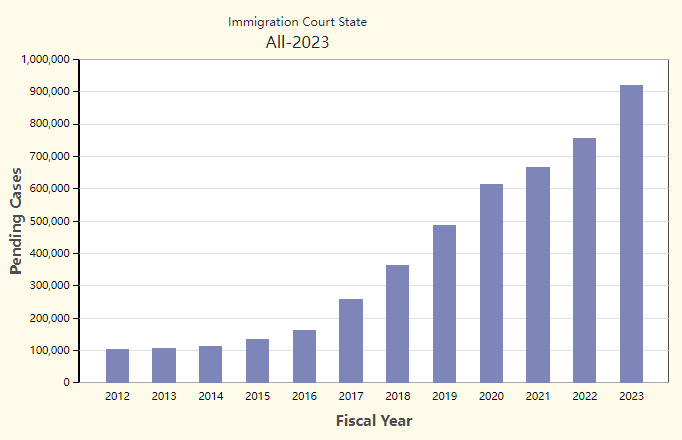 Immigration Court State
All-2023
1,000,000
900,000
800,000
700,000
600,000
500,000
400,000
300,000
200,000
100,000
0
Pending Cases
2012 2013 2014 2015 2016 2017 2018 2019 2020 2021 2022 2023
Fiscal Year